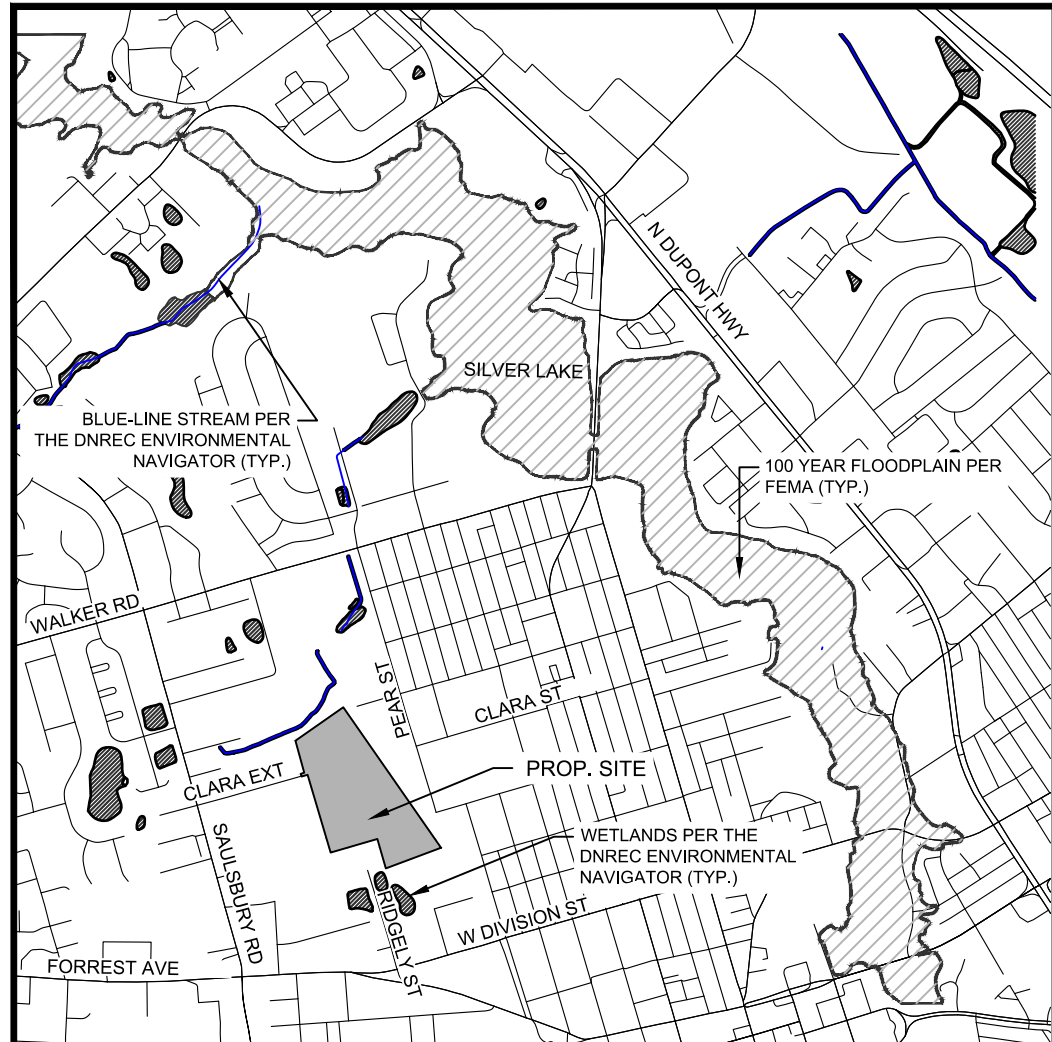 N DUPONT HWY
SILVER LAKE
BLUE-LINE STREAM PER
THE DNREC ENVIRONMENTAL
NAVIGATOR (TYP.)
100 YEAR FLOODPLAIN PER
FEMA (TYP.)
WALKER RD
PEAR ST
CLARA ST
CLARA EXT
PROP. SITE
SAULSBURY RD
WETLANDS PER THE
DNREC ENVIRONMENTAL
NAVIGATOR (TYP.)
RIDGELY ST
W DIVISION ST
FORREST AVE